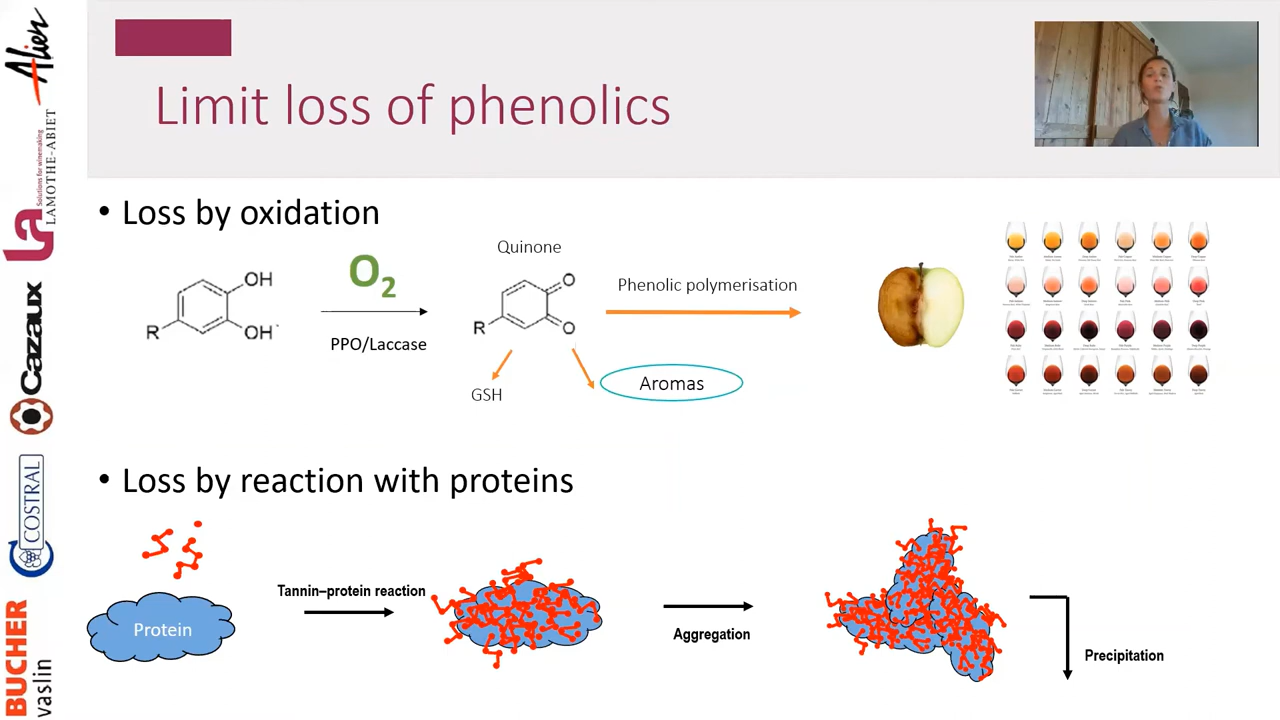 Limit loss of phenolics
Alien
LAMOTHE-ABIET
Solutions for winemaking
La
Cazaux
COSTRAL
BUCHER
vaslin
• Loss by oxidation
OH
OH
R
O2
PPO/Laccase
Quinone
O
O
R
GSH
Aromas
Phenolic polymerisation
• Loss by reaction with proteins
Protein
Tannin–protein reaction
Aggregation
Precipitation